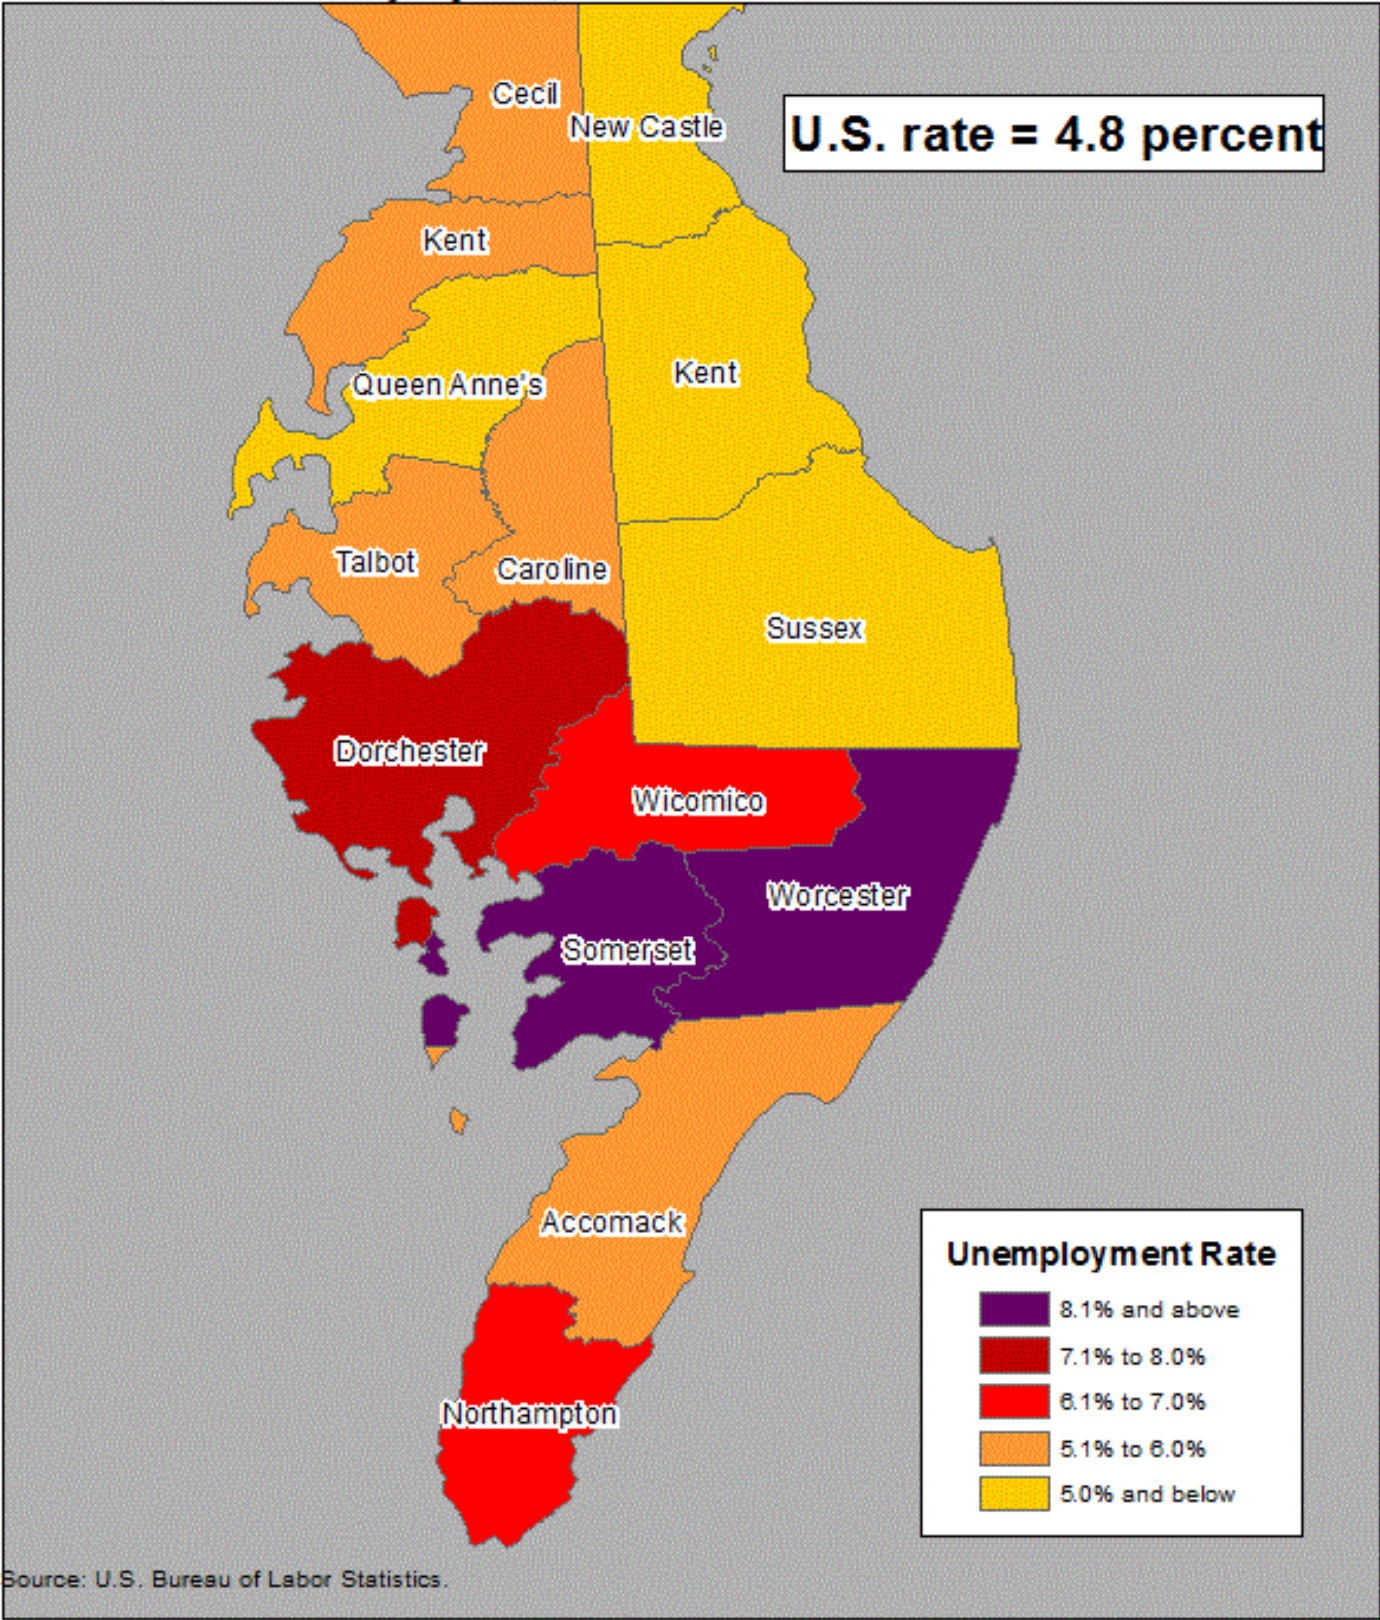 Cecil
New Castle
U.S. rate = 4.8 percent
Kent
Kent
Queen Anne's
Talbot
Caroline
Sussex
Dorchester
Wicomico
Worcester
Somerset
Accomack
Northampton
Unemployment Rate
8.1% and above
7.1% to 8.0%
6.1% to 7.0%
5.1% to 6.0%
5.0% and below
Source: U.S. Bureau of Labor Statistics.